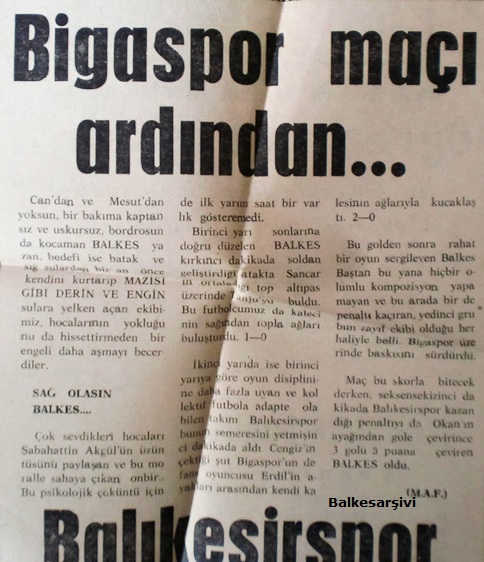 Bigaspor maçı
ardından...
Can'dan ve Mesut'dan
yoksun, bir bakıma kaptan
sız ve uskursuz, bordrosun
da kocaman BALKES ya
zan, hedefi ise batak ve
sığ sulardan bir an önce
kendini kurtarıp MAZİSİ
GİBİ DERİN VE ENGİN
sulara yelken açan ekibi-
miz, hocalarının yokluğu
nu da hissettirmeden bir
engeli daha aşmayı becer
diler.
SAĞ OLASIN
BALKES....
Çok sevdikleri hocaları
Sabahattin Akgül'ün üzün
tüsünü paylaşan ve bu mo
ralle sahaya çıkan onbir..
Bu psikolojik çöküntü için
de ilk yarım saat bir var
lık gösteremedi.
Birinci yarı sonlarına
doğru düzelen BALKES
kırkıncı dakikada soldan
geliştirdiği atakta Sancar
ın ortaladığı top altıpas
üzerinde buldu.
Bu futbolcumuz da kaleci
nin sağından topla ağları
buluşturdu. 1—0
İkinci yarıda ise birinci
yarıya göre oyun disiplini-
ne daha fazla uyan ve kol
lektif futbola adapte ola
bilen takım Balıkesirspor
bunun semeresini yetmişin
ci dakikada aldı Cengiz'in
çektiği şut Bigaspor'un de
fans oyuncusu Erdil'in a-
yakları arasından kendi ka
lesinin ağlarıyla kucaklaş
tı. 2—0
Bu golden sonra rahat
bir oyun sergileyen Balkes
Baştan bu yana hiçbir o-
lumlu kompozisyon yapa
mayan ve bu arada bir de
penaltı kaçıran, yedinci gru
bun zayıf ekibi olduğu her
haliyle belli. Bigaspor üze
rinde baskısını sürdürdü.
Maç bu skorla bitecek
derken, seksensekizinci da
kikada Balıkesirspor kazan
dığı penaltıyı da Okan'ın
ayağından gole çevirince
3 golü 3 puana çeviren
BALKES oldu.
(M.A.F.)
Balkesarşivi
Balıkesirspor